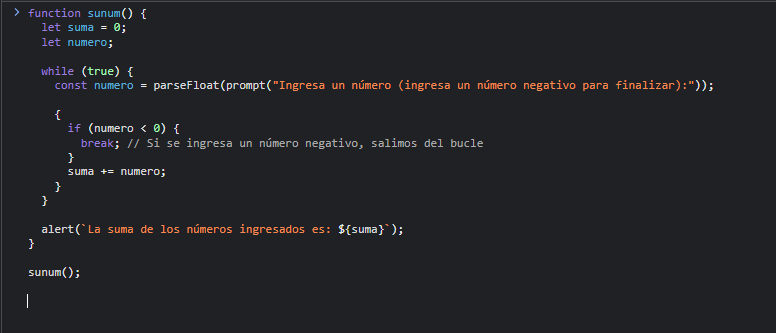 function sunum() {
let suma = 0;
let numero;
while (true) {
const numero = parseFloat(prompt("Ingresa un número (ingresa un número negativo para finalizar):"));
{
if (numero < 0) {
break; // Si se ingresa un número negativo, salimos del bucle
}
suma += numero;
}
}
alert(`La suma de los números ingresados es: ${suma}`);
}
sunum();